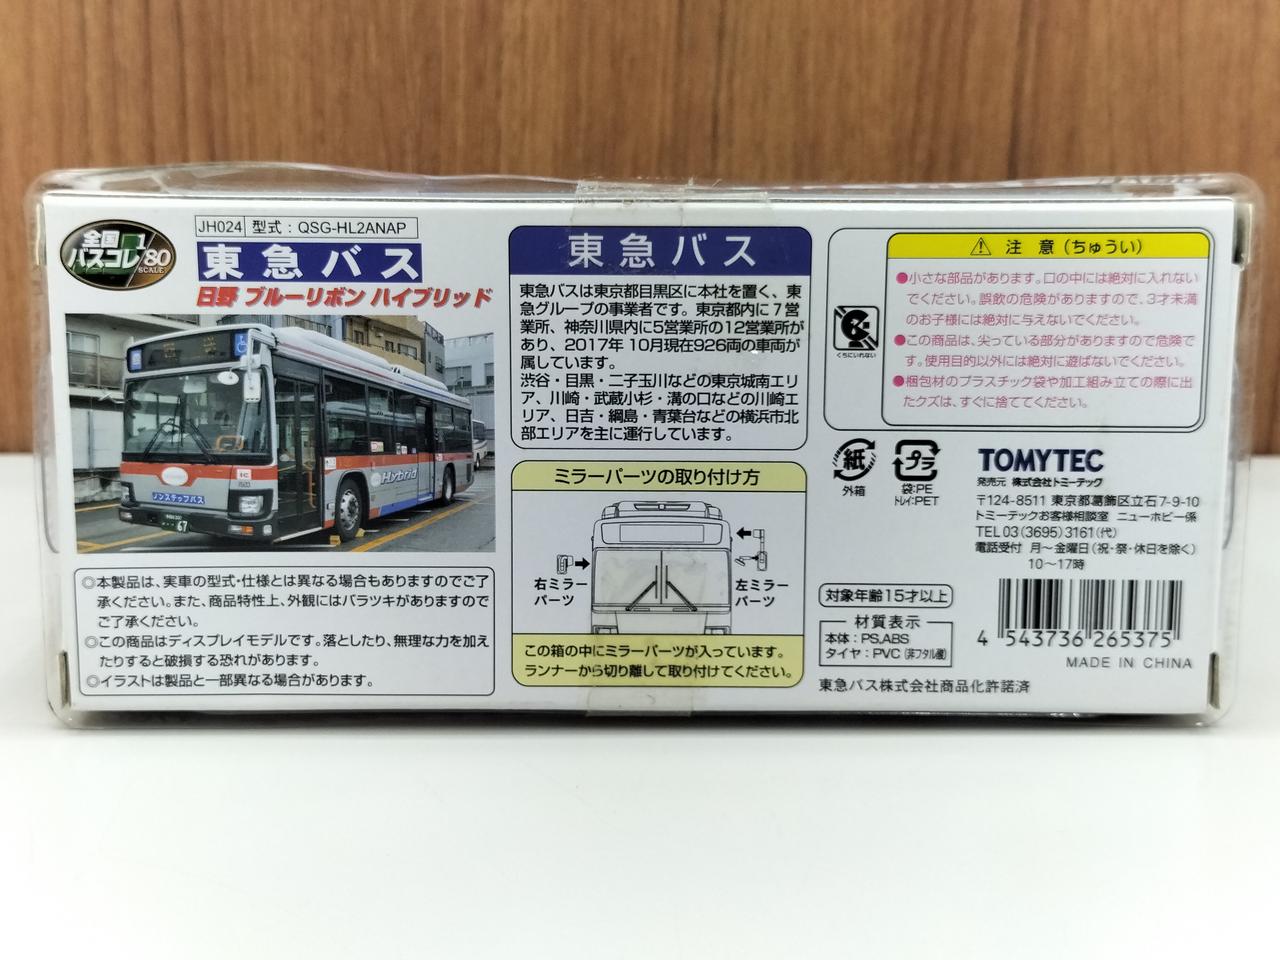 全国
バスコレ
1
80
SCALE
JH024 型式：QSG-HL2ANAP
東急バス
日野 ブルーリボン ハイブリッド
Hybrid
ノンステップバス
67
◎本製品は、実車の型式・仕様とは異なる場合もありますのでご了
承ください。また、商品特性上、外観にはバラツキがありますので
ご了承ください。
◎この商品はディスプレイモデルです。落としたり、無理な力を加え
たりすると破損する恐れがあります。
◎イラストは製品と一部異なる場合があります。
東急バス
東急バスは東京都目黒区に本社を置く、東
急グループの事業者です。東京都内に７営
業所、神奈川県内に5営業所の12営業所が
あり、2017年10月現在926両の車両が
属しています。
渋谷・目黒・二子玉川などの東京城南エリ
ア、川崎・武蔵小杉・溝の口などの川崎エ
リア、日吉・綱島・青葉台などの横浜市北
部エリアを主に運行しています。
ミラーパーツの取り付け方
右ミラー
パーツ
左ミラー
パーツ
この箱の中にミラーパーツが入っています。
ランナーから切り離して取り付けてください。
くちにいれない
注 意（ちゅうい）
●小さな部品があります。口の中には絶対に入れない
でください。誤飲の危険がありますので、3才未満
のお子様には絶対に与えないでください。
●この商品は、尖っている部分がありますので危険で
す。使用目的以外には絶対に遊ばないでください。
●梱包材のプラスチック袋や加工組み立ての際に出
たクズは、すぐに捨ててください。
紙
外箱
プラ
袋:PE
トレイ:PET
TOMYTEC
発売元 株式会社トミーテック
〒124-8511 東京都葛飾区立石7-9-10
トミーテックお客様相談室 ニューホビー係
TEL 03(3695)3161(代)
電話受付 月～金曜日(祝・祭・休日を除く)
10～17時
対象年齢15才以上
材質表示
本体：PS,ABS
タイヤ：PVC(非フタル酸)
東急バス株式会社商品化許諾済
4 543736 265375
MADE IN CHINA